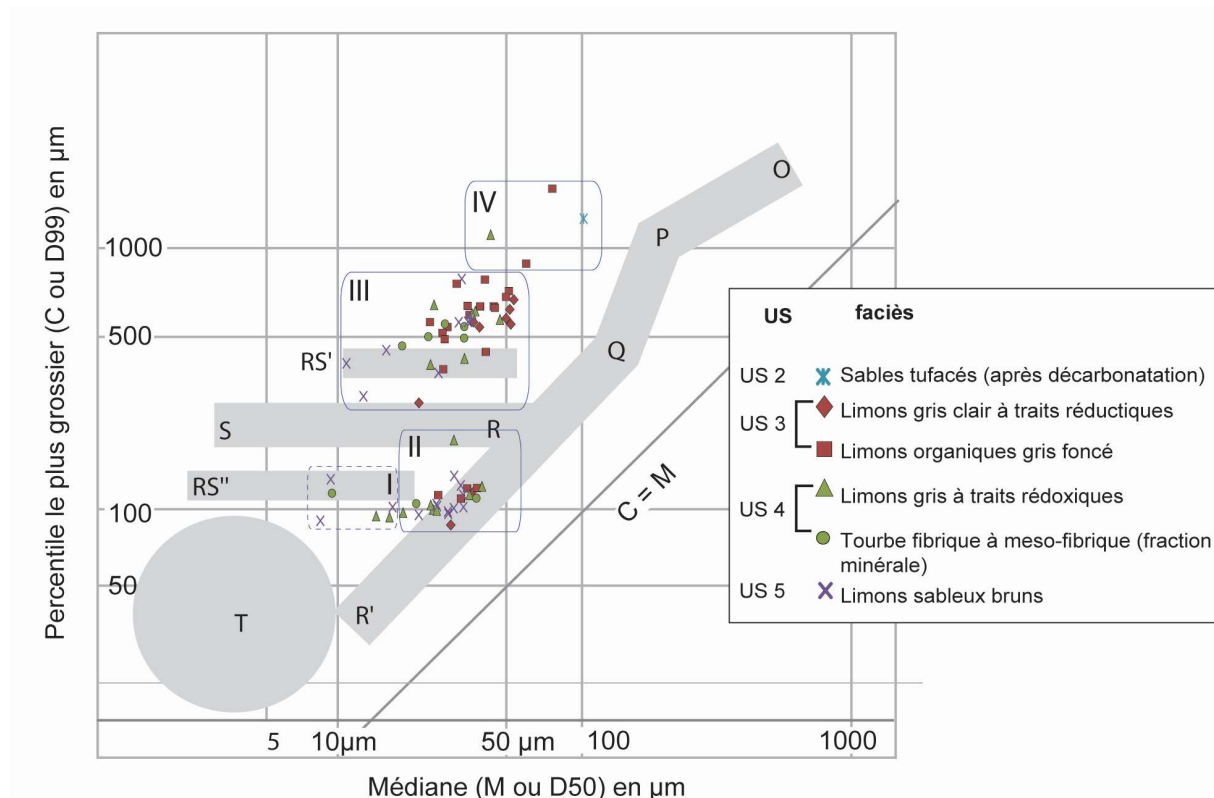 Percentile le plus grossier (C ou D99) en µm
1000
500
100
50
O
P
Q
IV
III
RS'
S
R
II
RS"
I
T
R'
C = M
US faciès
US 2 Sables tufacés (après décarbonatation)
US 3 Limons gris clair à traits réductiques
Limons organiques gris foncé
US 4 Limons gris à traits rédoxiques
Tourbe fibrique à meso-fibrique (fraction
minérale)
US 5 Limons sableux bruns
5 10µm 50 µm 100 1000
Médiane (M ou D50) en µm